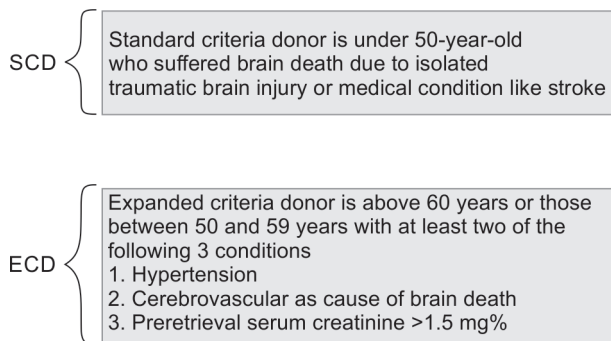 SCD
Standard criteria donor is under 50-year-old
who suffered brain death due to isolated
traumatic brain injury or medical condition like stroke
ECD
Expanded criteria donor is above 60 years or those
between 50 and 59 years with at least two of the
following 3 conditions
1. Hypertension
2. Cerebrovascular as cause of brain death
3. Preretrieval serum creatinine >1.5 mg%